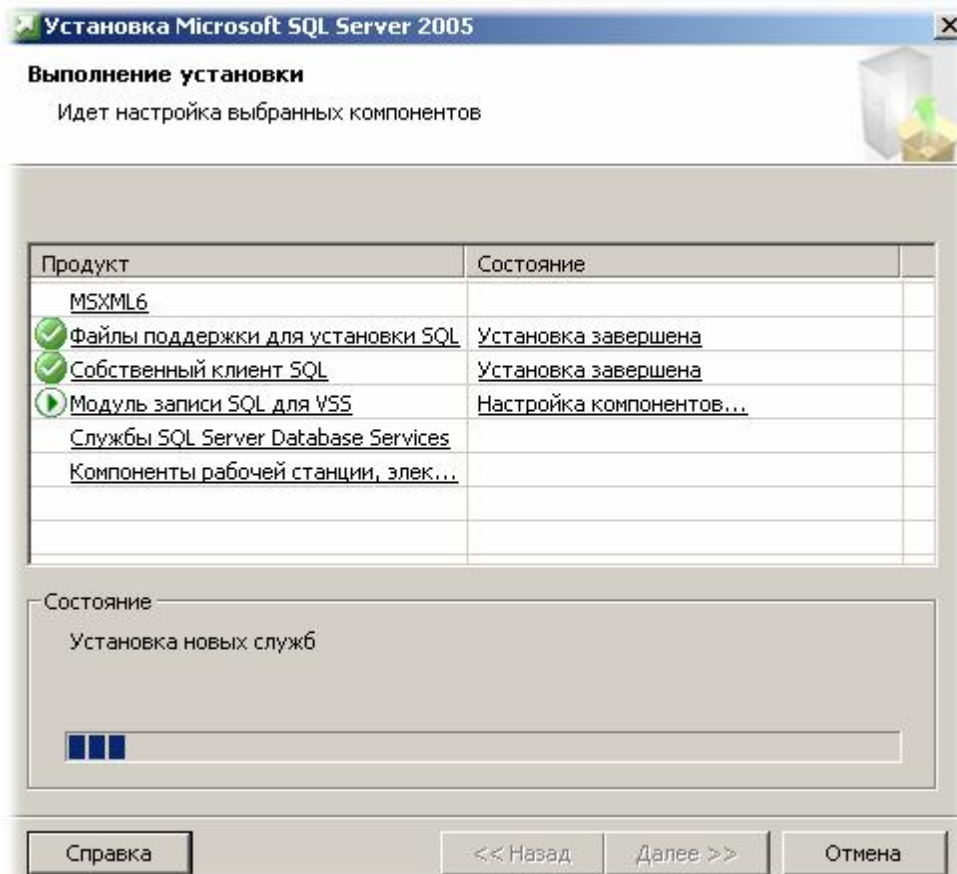 Установка Microsoft SQL Server 2005
Выполнение установки
Идет настройка выбранных компонентов
Продукт Состояние
MSXML6
Файлы поддержки для установки SQL Установка завершена
Собственный клиент SQL Установка завершена
Модуль записи SQL для VSS Настройка компонентов...
Службы SQL Server Database Services
Компоненты рабочей станции, элек...
Состояние
Установка новых служб
Справка << Назад Далее >> Отмена